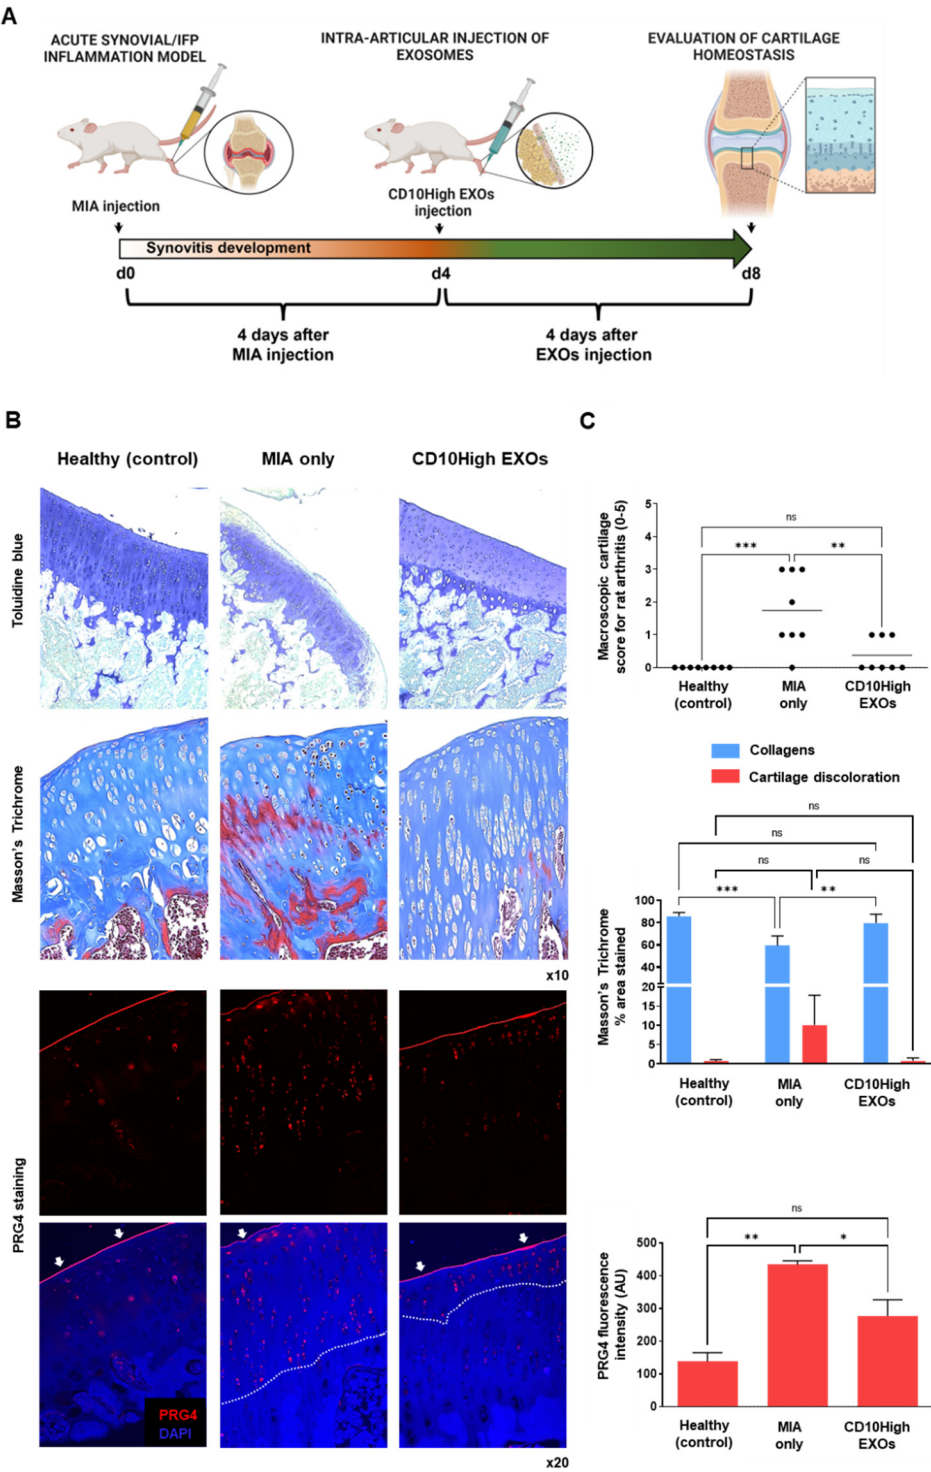 A
ACUTE SYNOVIAL/IFP
INFLAMMATION MODEL
INTRA-ARTICULAR INJECTION OF
EXOSOMES
EVALUATION OF CARTILAGE
HOMEOSTASIS
MIA injection
CD10High EXOs
injection
Synovitis development
d0
d4
d8
4 days after
MIA injection
4 days after
EXOs injection
B
Healthy (control)
MIA only
CD10High EXOs
Toluidine blue
Masson's Trichrome
x10
PRG4 staining
PRG4
DAPI
x20
C
Macroscopic cartilage
score for rat arthritis (0-5)
5
4
3
2
1
0
ns
***
**
Healthy
(control)
MIA
only
CD10High
EXOs
Collagens
Cartilage discoloration
Masson's Trichrome
% area stained
100
80
60
40
20
15
10
5
0
ns
ns
ns
ns
***
**
Healthy
(control)
MIA
only
CD10High
EXOs
PRG4 fluorescence
intensity (AU)
500
400
300
200
100
0
ns
**
*
Healthy
(control)
MIA
only
CD10High
EXOs